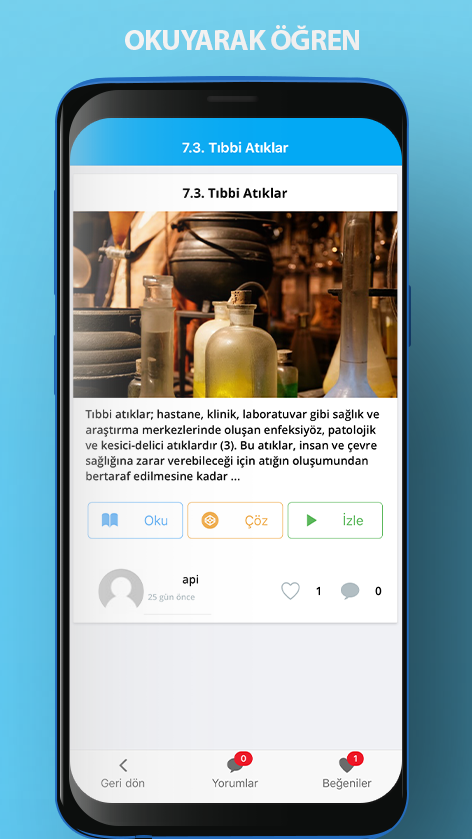 OKUYARAK ÖĞREN
7.3. Tıbbi Atıklar
7.3. Tıbbi Atıklar
Tıbbi atıklar; hastane, klinik, laboratuvar gibi sağlık ve
araştırma merkezlerinde oluşan enfeksiyöz, patolojik
ve kesici-delici atıklardır (3). Bu atıklar, insan ve çevre
sağlığına zarar verebileceği için atığın oluşumundan
bertaraf edilmesine kadar ...
Oku Çöz İzle
api
25 gün önce
1 0
0 1
Geri dön Yorumlar Beğeniler